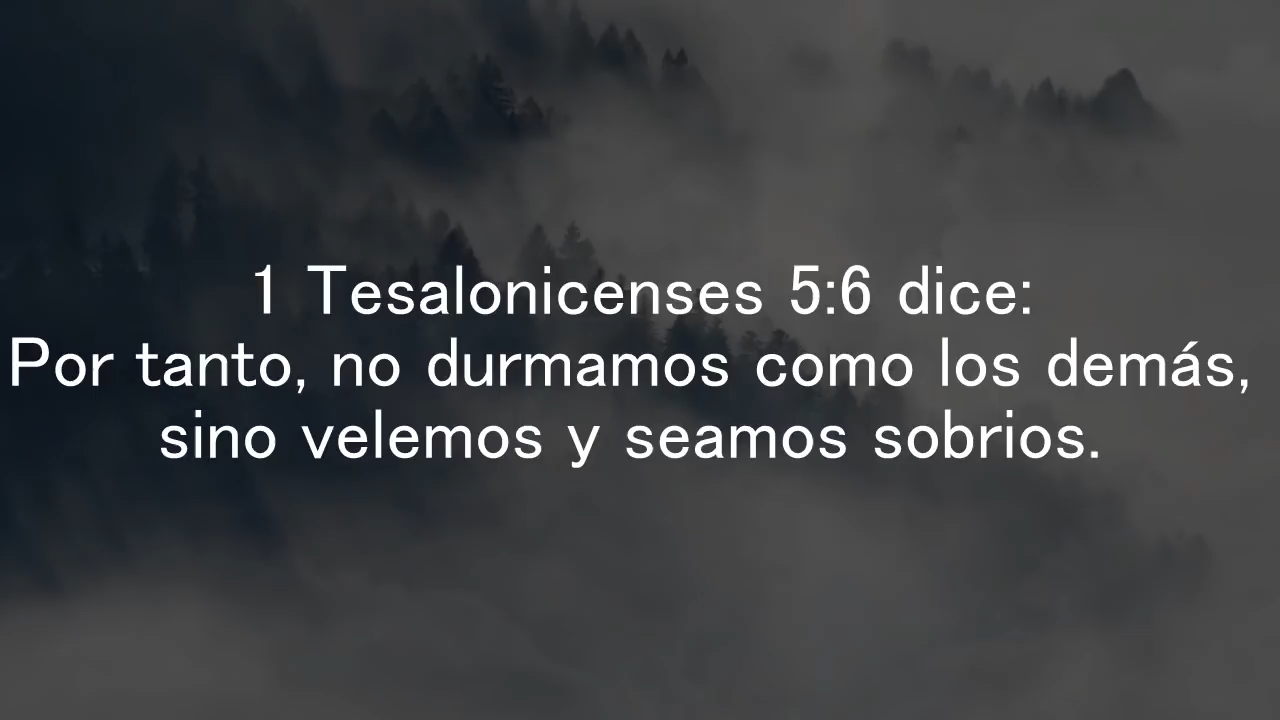 1 Tesalonicenses 5:6 dice:
Por tanto, no durmamos como los demás,
sino velemos y seamos sobrios.